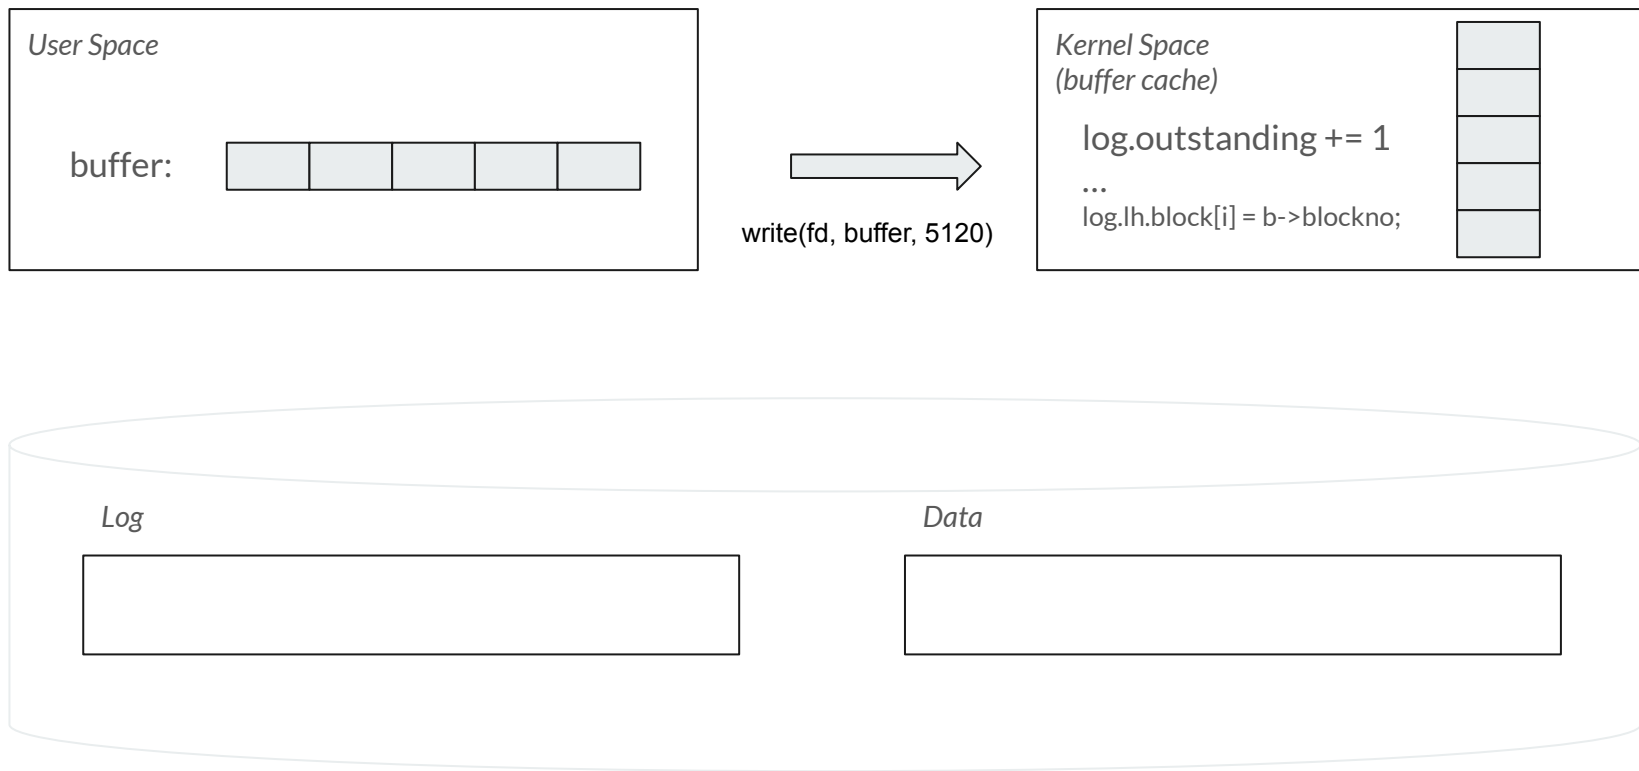 User Space
buffer:
write(fd, buffer, 5120)
Kernel Space
(buffer cache)
log.outstanding += 1
...
log.lh.block[i] = b->blockno;
Log
Data